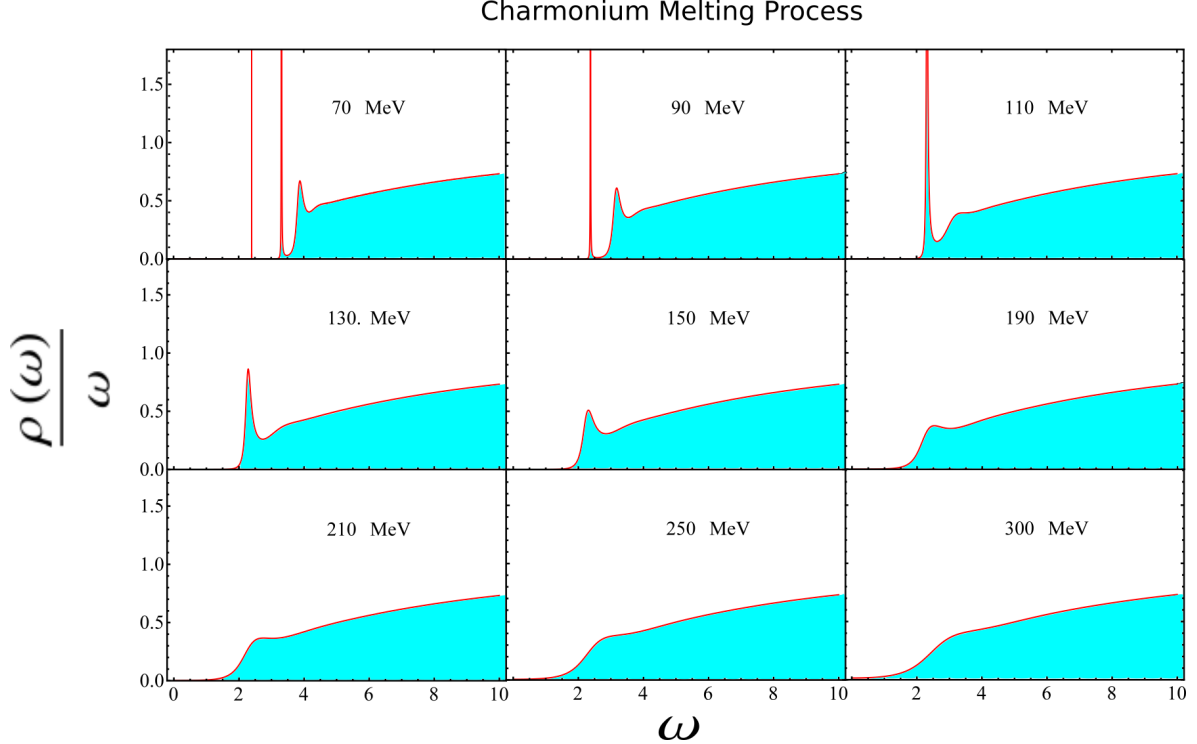 Charmonium Melting Process
1.5
1.0
0.5
0.0
70 MeV
90 MeV
110 MeV
1.5
1.0
0.5
0.0
130. MeV
150 MeV
190 MeV
1.5
1.0
0.5
0.0
210 MeV
250 MeV
300 MeV
0 2 4 6 8 10
2 4 6 8 10
2 4 6 8 10
ρ(ω)
ω
ω